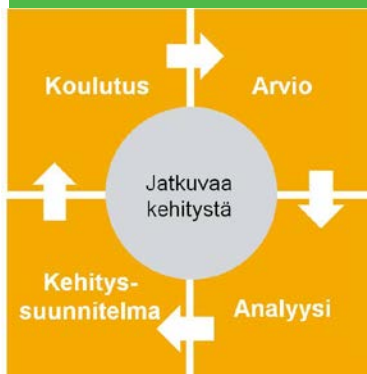 Koulutus
Arvio
Jatkuvaa
kehitystä
Kehitys-
suunnitelma
Analyysi